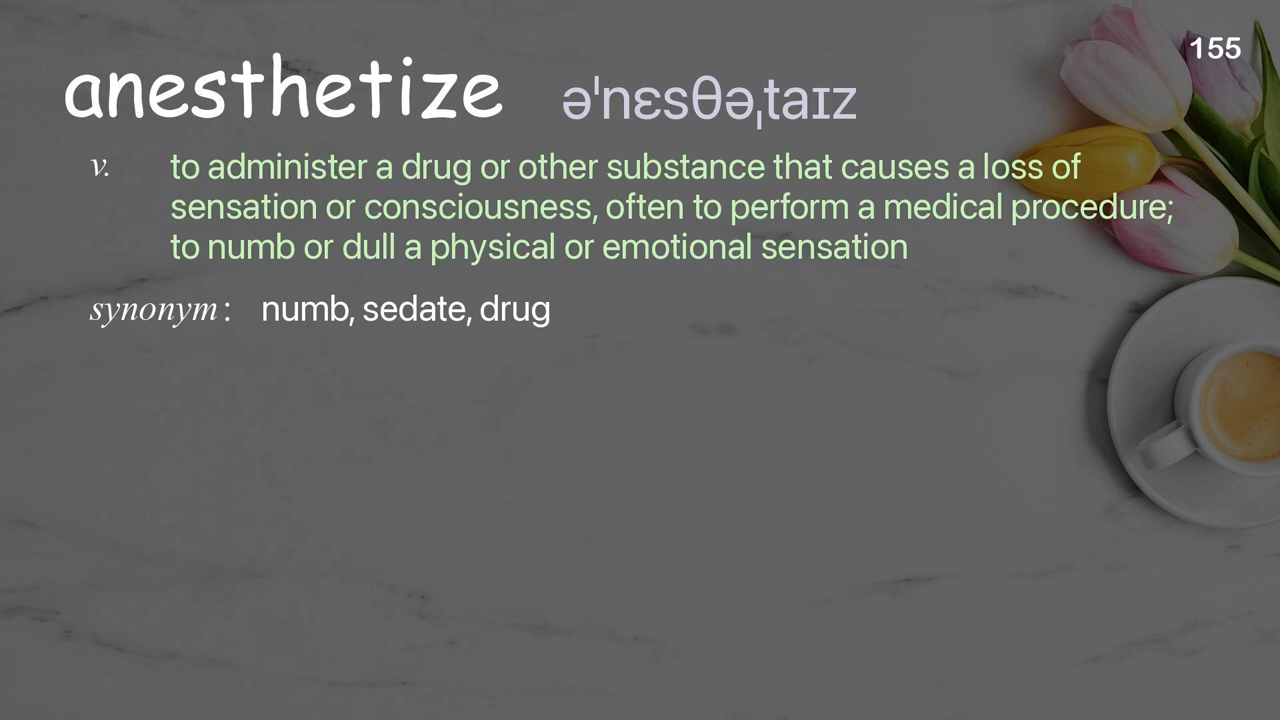 155
anesthetize əˈnɛsθəˌtaɪz
v. to administer a drug or other substance that causes a loss of
sensation or consciousness, often to perform a medical procedure;
to numb or dull a physical or emotional sensation
synonym: numb, sedate, drug